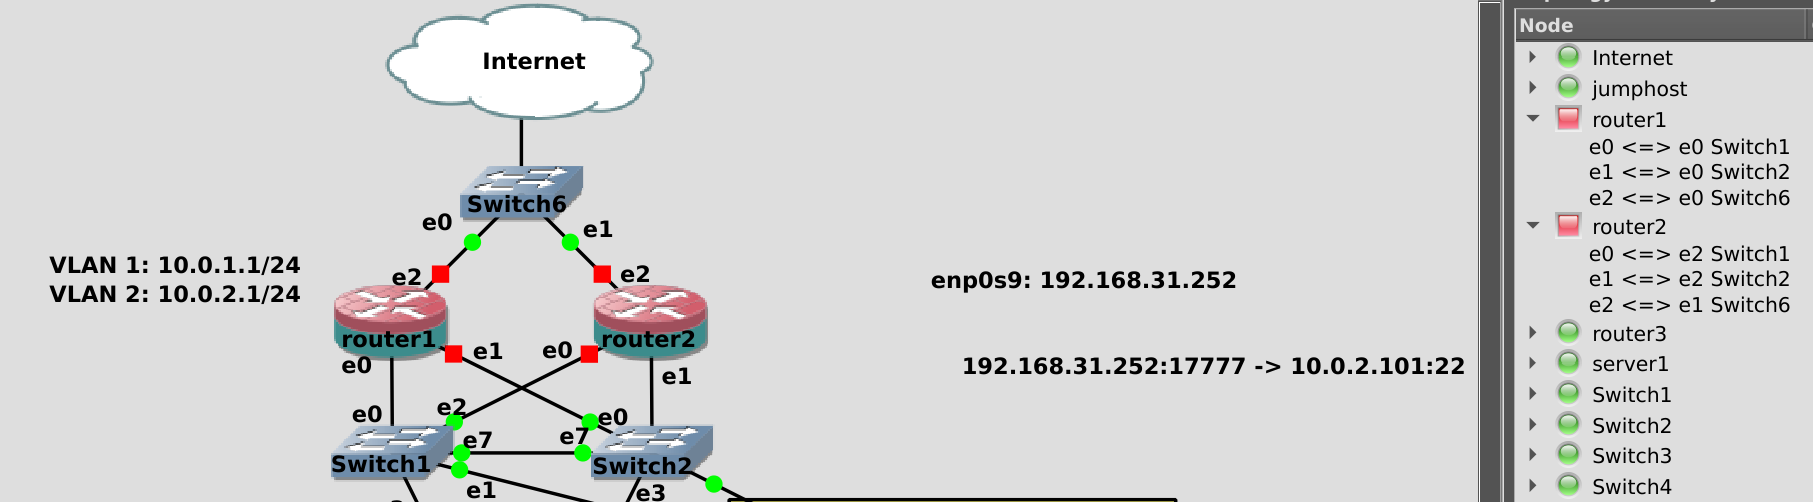 Internet
Switch6
e0
e1
VLAN 1: 10.0.1.1/24
VLAN 2: 10.0.2.1/24
e2
e2
enp0s9: 192.168.31.252
router1
router2
e0
e1
e0
e1
192.168.31.252:17777 -> 10.0.2.101:22
e0
e2
e0
e7
e7
Switch1
Switch2
e1
e3
Node
Internet
jumphost
router1
e0 <=> e0 Switch1
e1 <=> e0 Switch2
e2 <=> e0 Switch6
router2
e0 <=> e2 Switch1
e1 <=> e2 Switch2
e2 <=> e1 Switch6
router3
server1
Switch1
Switch2
Switch3
Switch4